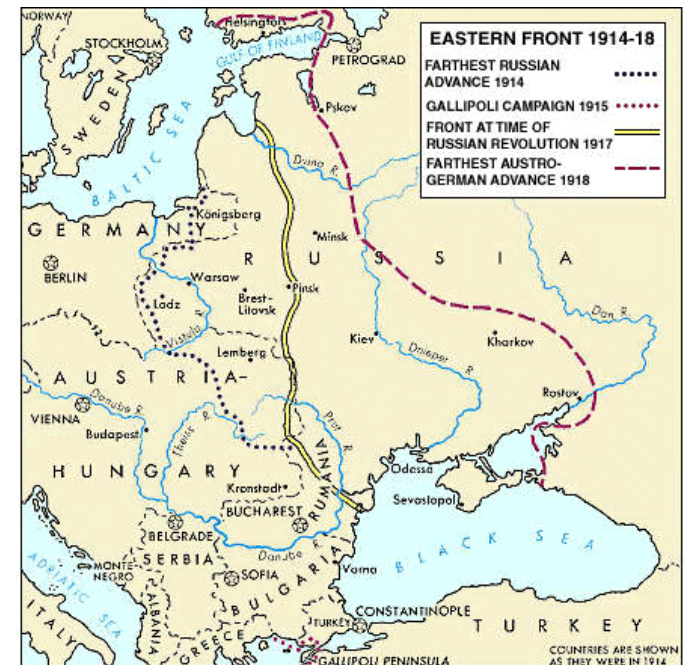 NORWAY
Helsingfors
STOCKHOLM
GULF OF FINLAND
PETROGRAD
SWEDEN
BALTIC SEA
Pskov
EASTERN FRONT 1914-18
FARTHEST RUSSIAN
ADVANCE 1914
GALLIPOLI CAMPAIGN 1915
FRONT AT TIME OF
RUSSIAN REVOLUTION 1917
FARTHEST AUSTRO-
GERMAN ADVANCE 1918
Dvina R.
Königsberg
GERMANY
Minsk
RUSSIA
BERLIN
Warsaw
Lodz
Brest-
Litovsk
Pinsk
Vistula R.
Don R.
Kiev
Dnieper R.
Kharkov
Lemberg
AUSTRIA-
Rostov
VIENNA
Danube R.
Budapest
Theiss R.
Prut R.
HUNGARY
Kronstadt
RUMANIA
Odessa
Sevastopol
BUCHAREST
BELGRADE
Danube R.
BLACK SEA
ADRIATIC SEA
MONTE-
NEGRO
SERBIA
SOFIA
Varna
BULGARIA
ALBANIA
ITALY
GREECE
TURKEY
CONSTANTINOPLE
TURKEY
GALLIPOLI PENINSULA
COUNTRIES ARE SHOWN
AS THEY WERE IN 1914